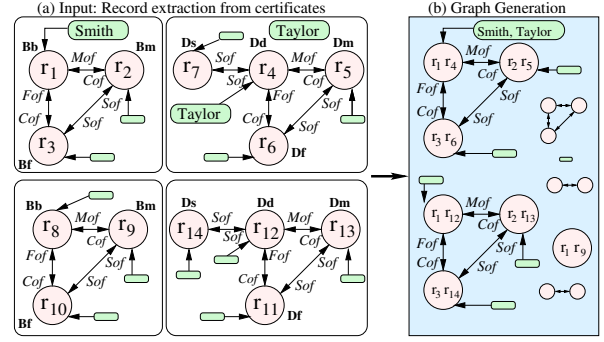 (a) Input: Record extraction from certificates
(b) Graph Generation
Smith
Bb
Bm
r1
Mof
Cof
r2
Fof
Cof
Sof
Sof
r3
Bf
Taylor
Ds
Dd
Dm
r7
Sof
Sof
r4
Mof
Cof
r5
Taylor
Fof
Cof
Sof
Sof
r6
Df
Bb
Bm
r8
Mof
Cof
r9
Fof
Cof
Sof
Sof
r10
Bf
Ds
Dd
Dm
r14
Sof
Sof
r12
Mof
Cof
r13
Fof
Cof
Sof
Sof
r11
Df
Smith, Taylor
r1 r4
Mof
Cof
r2 r5
Fof
Cof
Sof
Sof
r3 r6
r1 r12
Mof
Cof
r2 r13
Fof
Cof
Sof
Sof
r3 r14
r1 r9